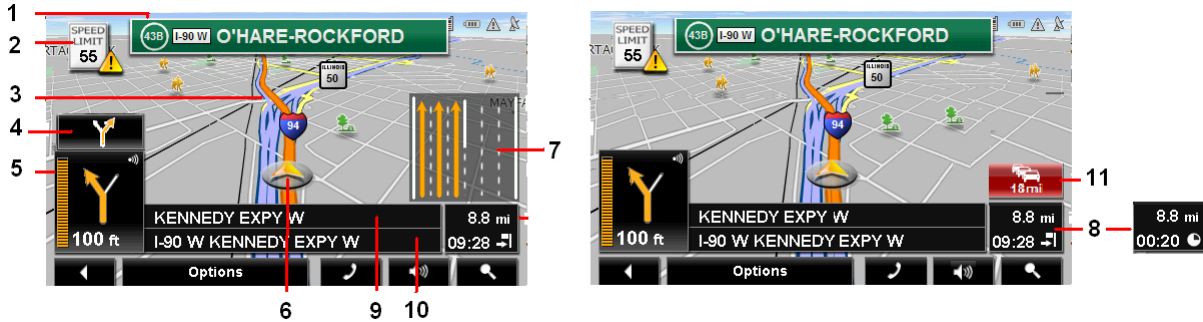 1
43B I-90 W O'HARE-ROCKFORD
2
SPEED
LIMIT
55
ILLINOIS
50
3
94
4
5
100 ft
7
KENNEDY EXPY W
I-90 W KENNEDY EXPY W
8.8 mi
09:28
Options
6
9
10
43B I-90 W O'HARE-ROCKFORD
SPEED
LIMIT
55
ILLINOIS
50
94
18mi
11
100 ft
KENNEDY EXPY W
I-90 W KENNEDY EXPY W
8.8 mi
09:28
8
8.8 mi
00:20
Options